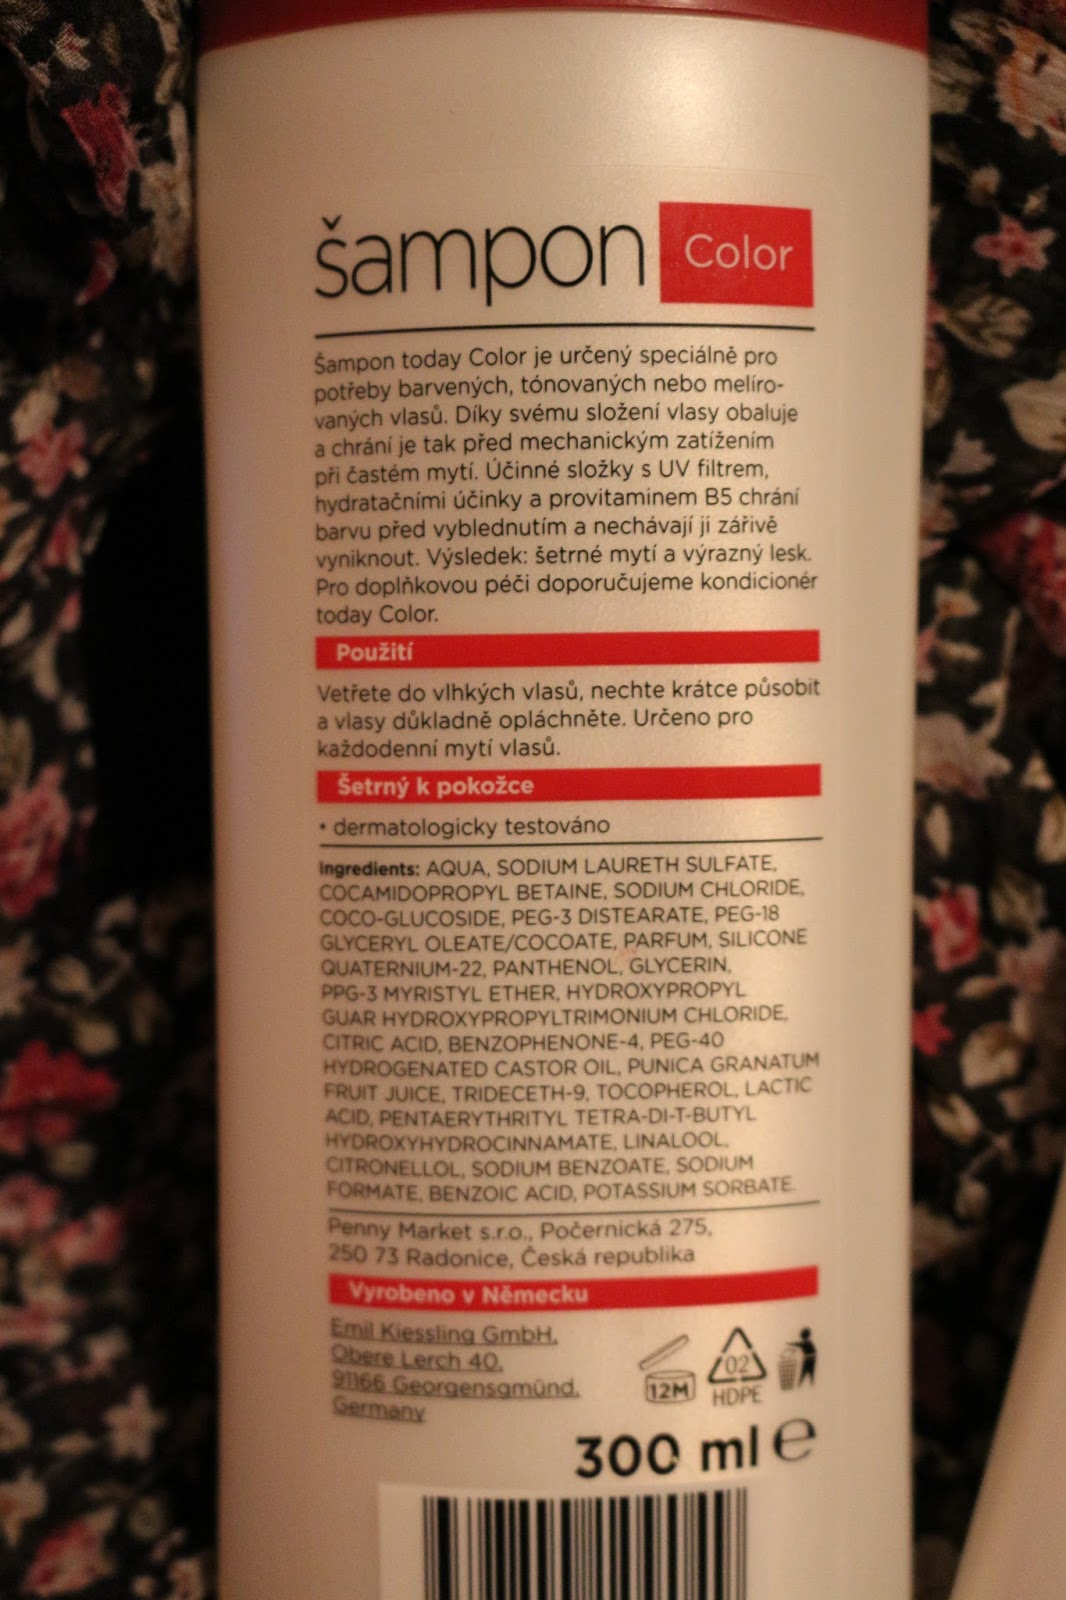 šampon Color
Šampon today Color je určený speciálně pro
potřeby barvených, tónovaných nebo melíro-
vaných vlasů. Díky svému složení vlasy obaluje
a chrání je tak před mechanickým zatížením
při častém mytí. Účinné složky s UV filtrem,
hydratačními účinky a provitaminem B5 chrání
barvu před vyblednutím a nechávají ji zářivě
vyniknout. Výsledek: šetrné mytí a výrazný lesk.
Pro doplňkovou péči doporučujeme kondicionér
today Color.
Použití
Vetřete do vlhkých vlasů, nechte krátce působit
a vlasy důkladně opláchněte. Určeno pro
každodenní mytí vlasů.
Šetrný k pokožce
• dermatologicky testováno
Ingredients: AQUA, SODIUM LAURETH SULFATE,
COCAMIDOPROPYL BETAINE, SODIUM CHLORIDE,
COCO-GLUCOSIDE, PEG-3 DISTEARATE, PEG-18
GLYCERYL OLEATE/COCOATE, PARFUM, SILICONE
QUATERNIUM-22, PANTHENOL, GLYCERIN,
PPG-3 MYRISTYL ETHER, HYDROXYPROPYL
GUAR HYDROXYPROPYLTRIMONIUM CHLORIDE,
CITRIC ACID, BENZOPHENONE-4, PEG-40
HYDROGENATED CASTOR OIL, PUNICA GRANATUM
FRUIT JUICE, TRIDECETH-9, TOCOPHEROL, LACTIC
ACID, PENTAERYTHRITYL TETRA-DI-T-BUTYL
HYDROXYHYDROCINNAMATE, LINALOOL,
CITRONELLOL, SODIUM BENZOATE, SODIUM
FORMATE, BENZOIC ACID, POTASSIUM SORBATE.
Penny Market s.r.o., Počernická 275,
250 73 Radonice, Česká republika
Vyrobeno v Německu
Emil Kiessling GmbH,
Obere Lerch 40,
91166 Georgensgmünd,
Germany
12M
02
HDPE
300 ml e